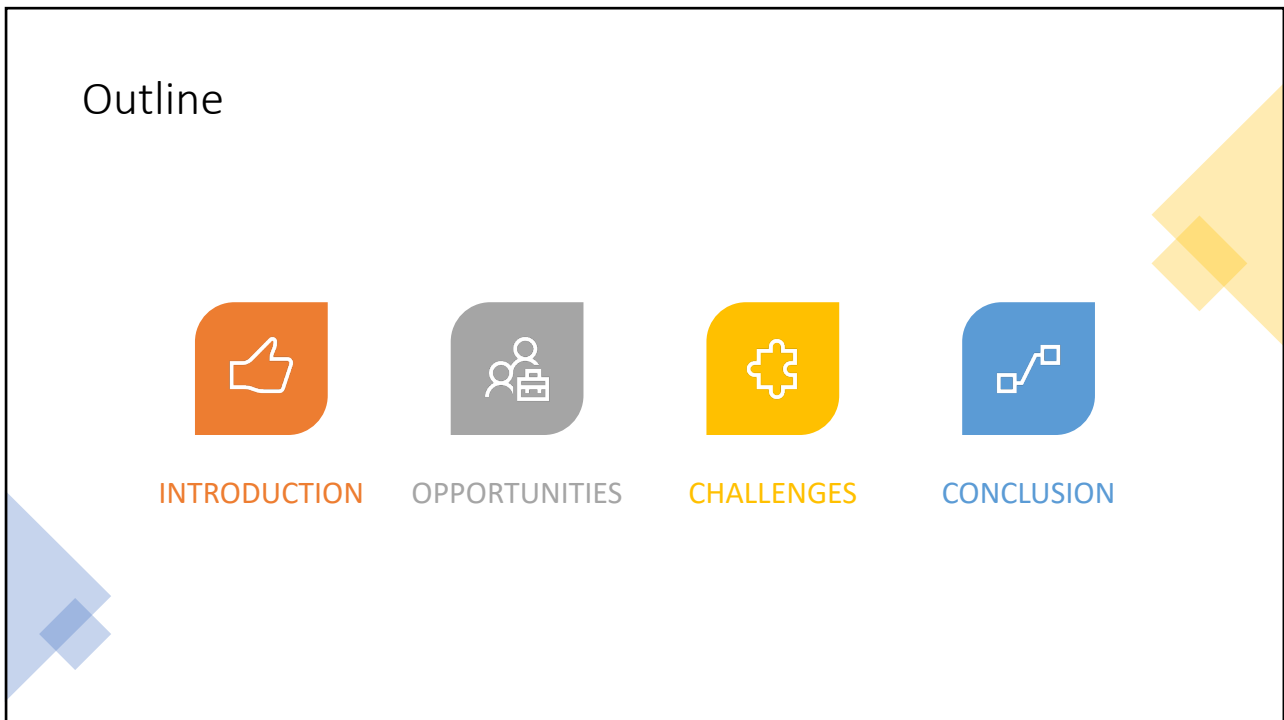 Outline
INTRODUCTION
OPPORTUNITIES
CHALLENGES
CONCLUSION